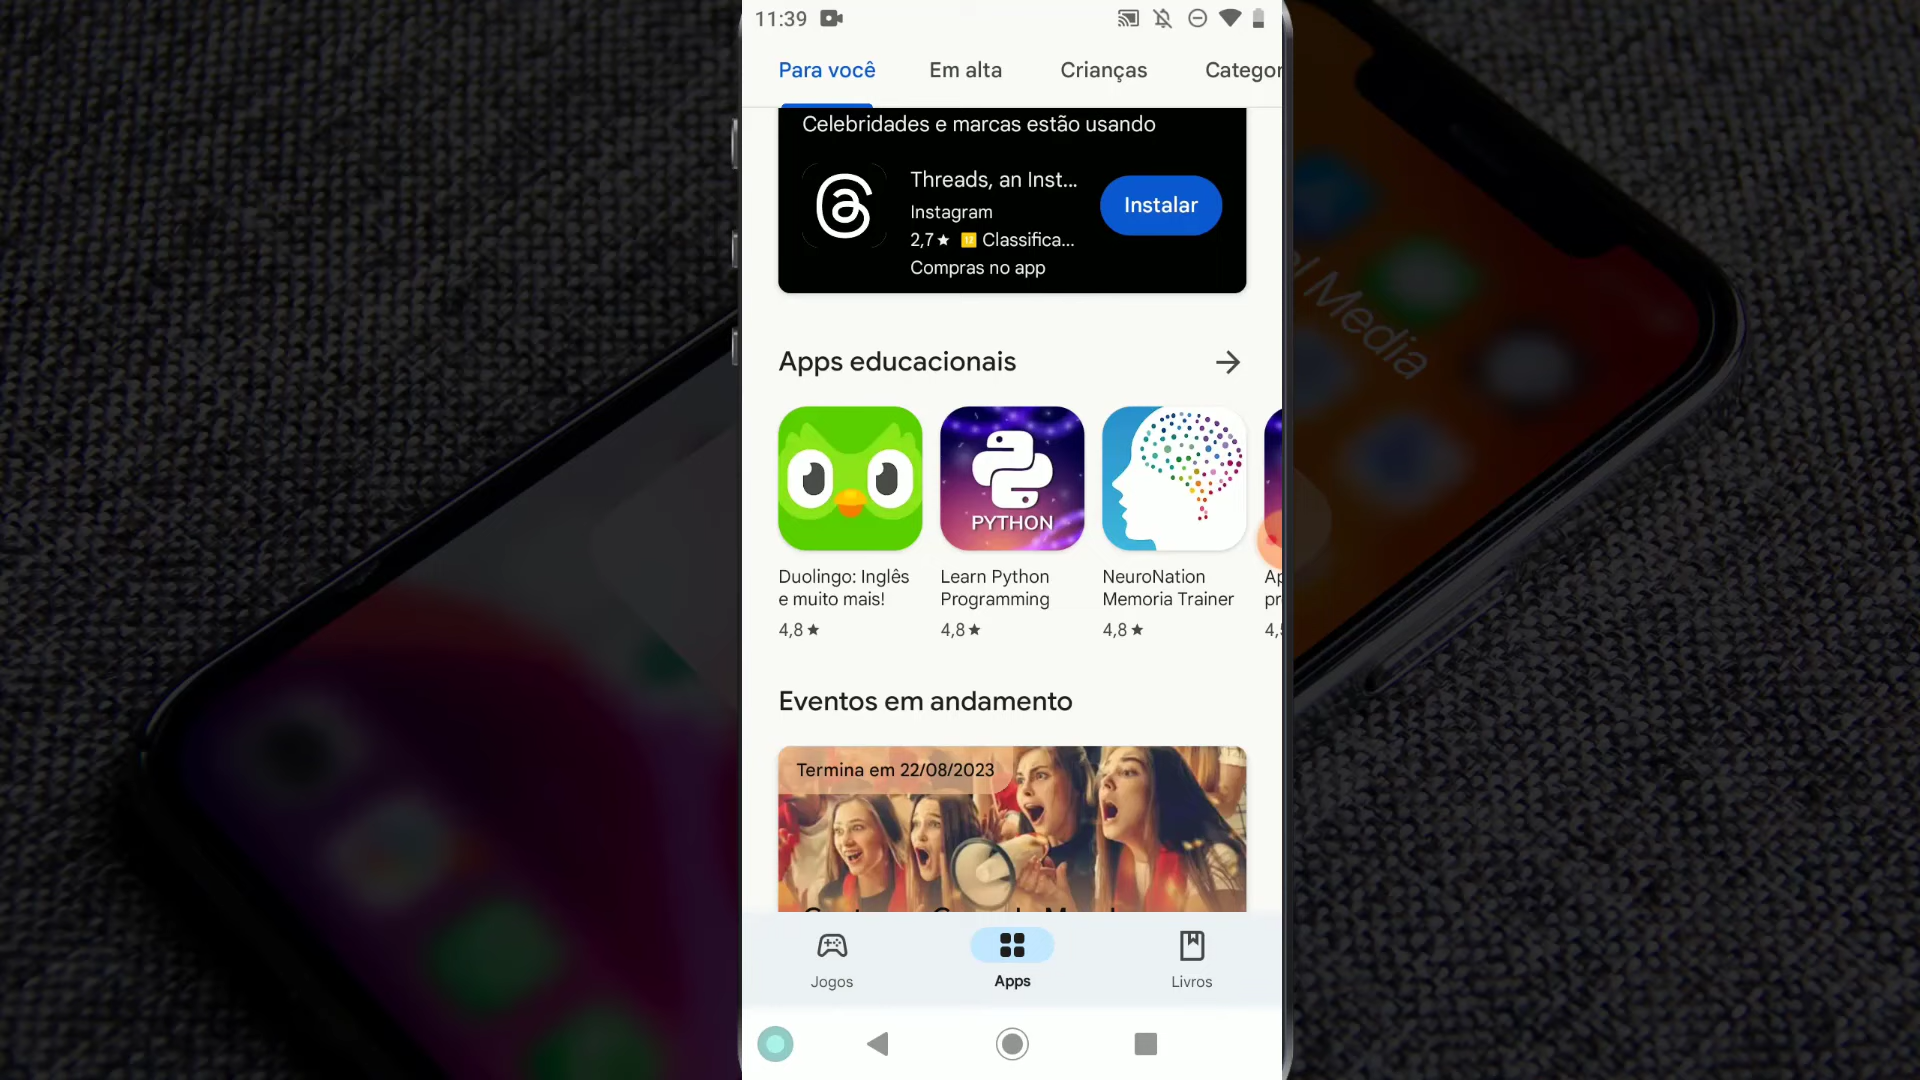 11:39
Para você
Em alta
Crianças
Categor
Celebridades e marcas estão usando
Threads, an Inst...
Instagram
2,7★ 12 Classifica...
Compras no app
Instalar
Apps educacionais
PYTHON
Duolingo: Inglês
e muito mais!
4,8★
Learn Python
Programming
4,8★
NeuroNation
Memoria Trainer
4,8★
Ap
pr
4,
Eventos em andamento
Termina em 22/08/2023
Jogos
Apps
Livros
l Media